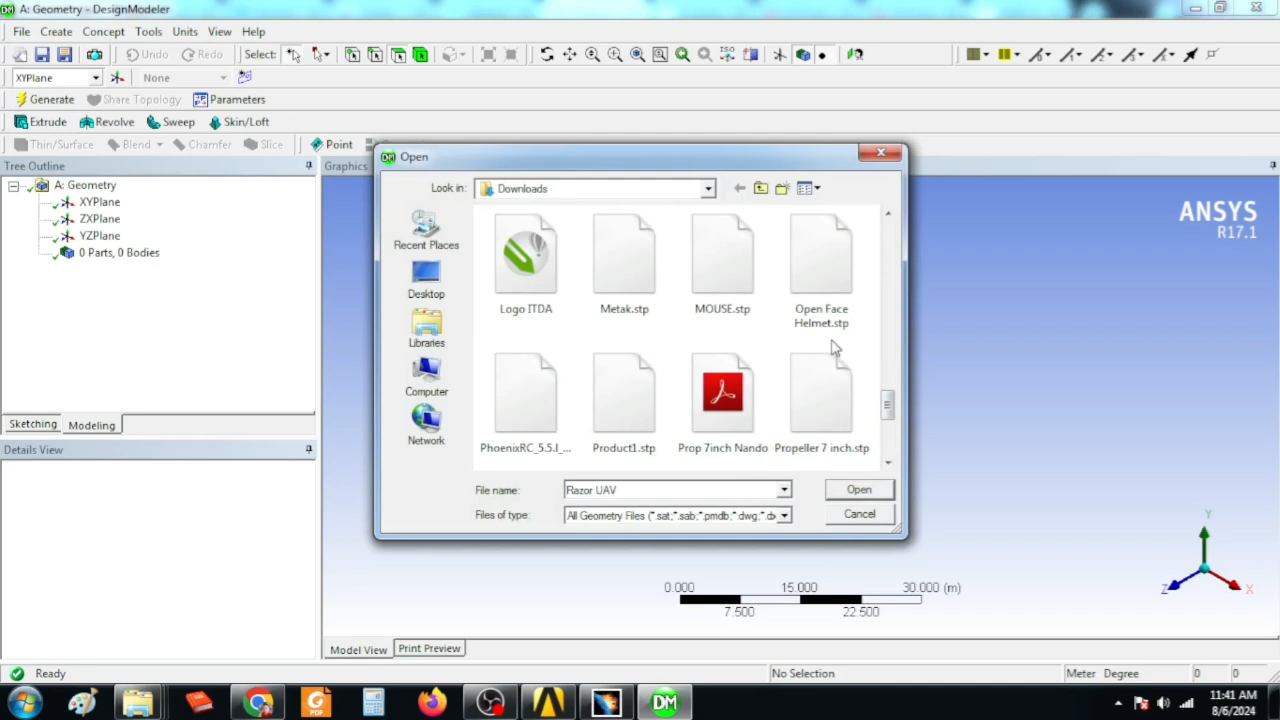 A: Geometry - DesignModeler
File Create Concept Tools Units View Help
Undo Redo Select:
XYPlane None
Generate Share Topology Parameters
Extrude Revolve Sweep Skin/Loft
Thin/Surface Blend Chamfer Slice Point
Tree Outline
Graphics
A: Geometry
XYPlane
ZXPlane
YZPlane
0 Parts, 0 Bodies
Sketching Modeling
Details View
Open
Look in: Downloads
Recent Places
Desktop
Libraries
Computer
Network
Logo ITDA
Metak.stp
MOUSE.stp
Open Face
Helmet.stp
PhoenixRC_5.5.l_...
Product1.stp
Prop 7inch Nando
Propeller 7 inch.stp
File name: Razor UAV Open
Files of type: All Geometry Files (*.sat;*.sab;*.pmdb;*.dwg;*.dx Cancel
ANSYS
R17.1
0.000 15.000 30.000 (m)
7.500 22.500
Y
Z X
Model View Print Preview
Ready No Selection Meter Degree 0 0
PDF
DM
11:41 AM
8/6/2024